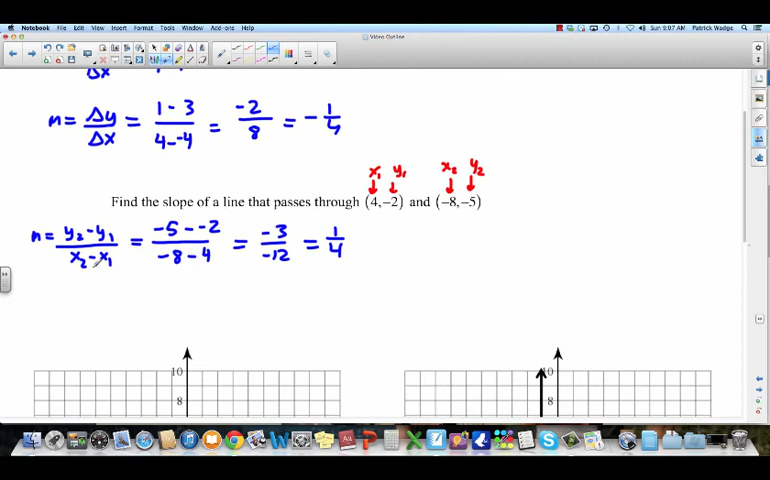 Notebook File Edit View Insert Format Tools Window Add-ons Help Sun 9:07 AM Patrick Wadge
Video Outline
Δx
m = Δy/Δx = 1 - 3/4 - -4 = -2/8 = - 1/4
x₁ y₁ x₂ y₂
Find the slope of a line that passes through (4,−2) and (−8,−5)
m = y₂ - y₁/x₂ - x₁ = -5 - -2/-8 - 4 = -3/-12 = 1/4
10 10
8 8